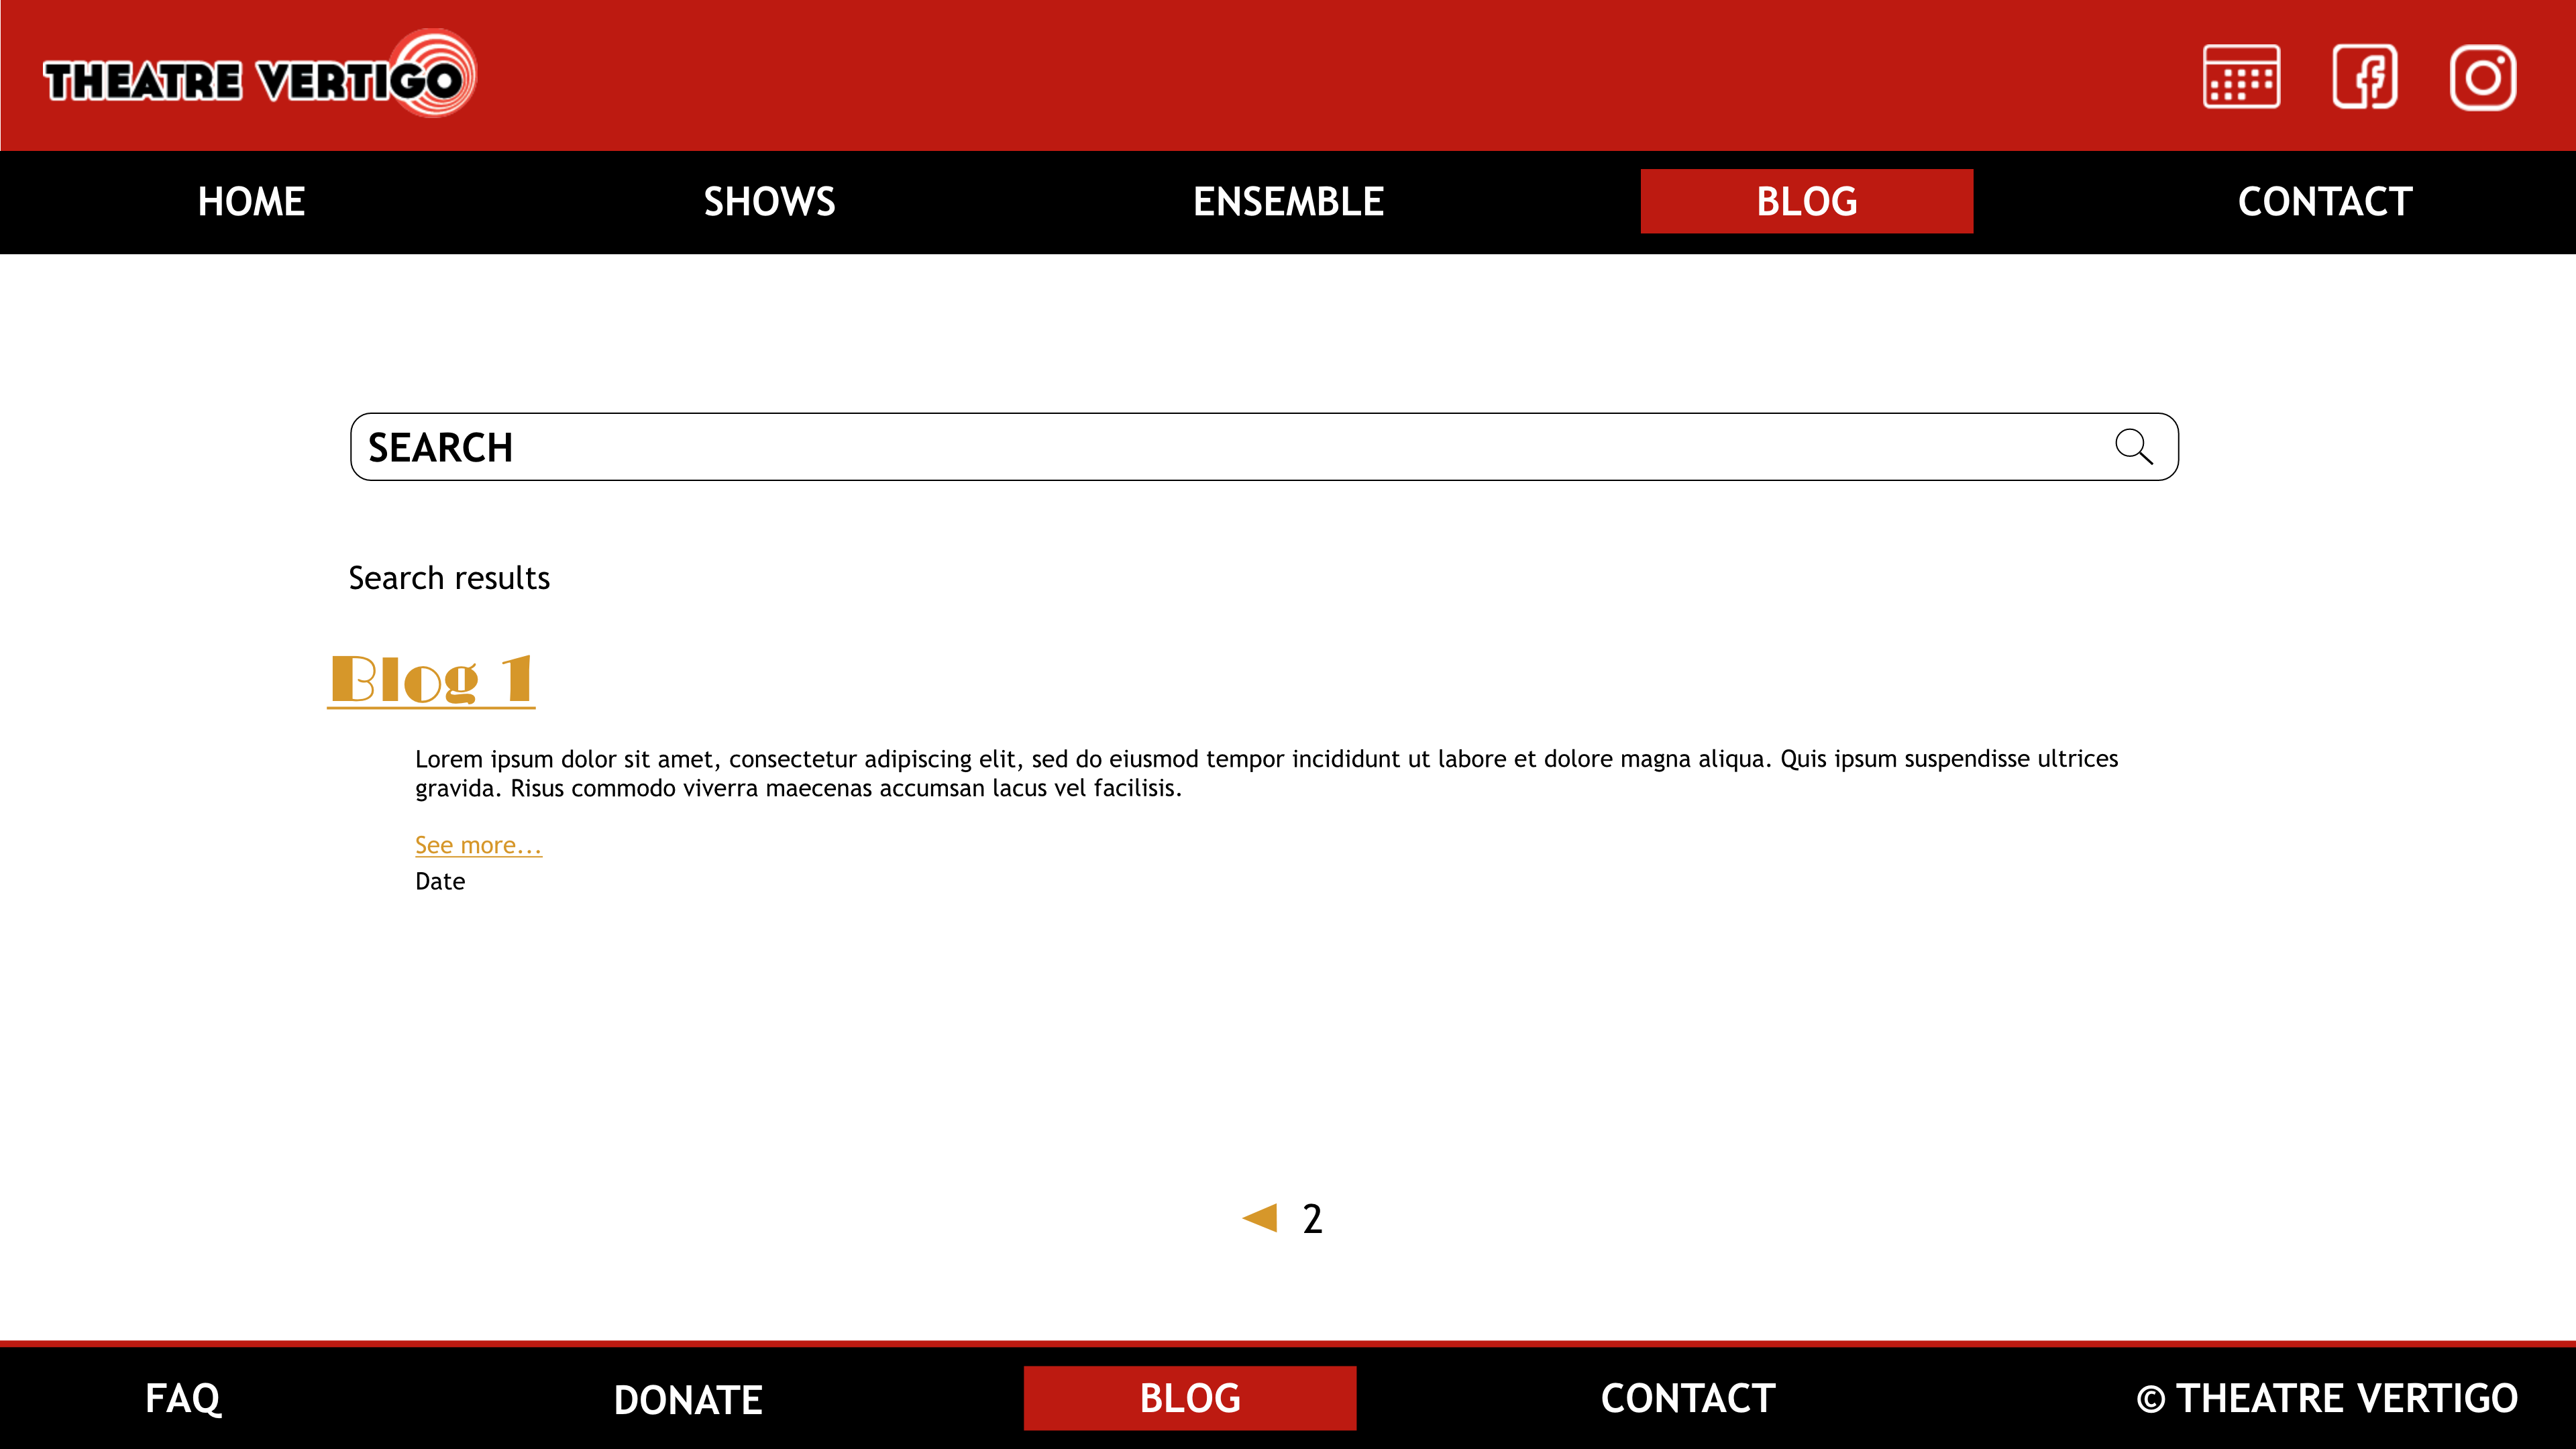 THEATRE VERTIGO
HOME SHOWS ENSEMBLE BLOG CONTACT
SEARCH
Search results
Blog 1
Lorem ipsum dolor sit amet, consectetur adipiscing elit, sed do eiusmod tempor incididunt ut labore et dolore magna aliqua. Quis ipsum suspendisse ultrices
gravida. Risus commodo viverra maecenas accumsan lacus vel facilisis.
See more...
Date
2
FAQ DONATE BLOG CONTACT © THEATRE VERTIGO